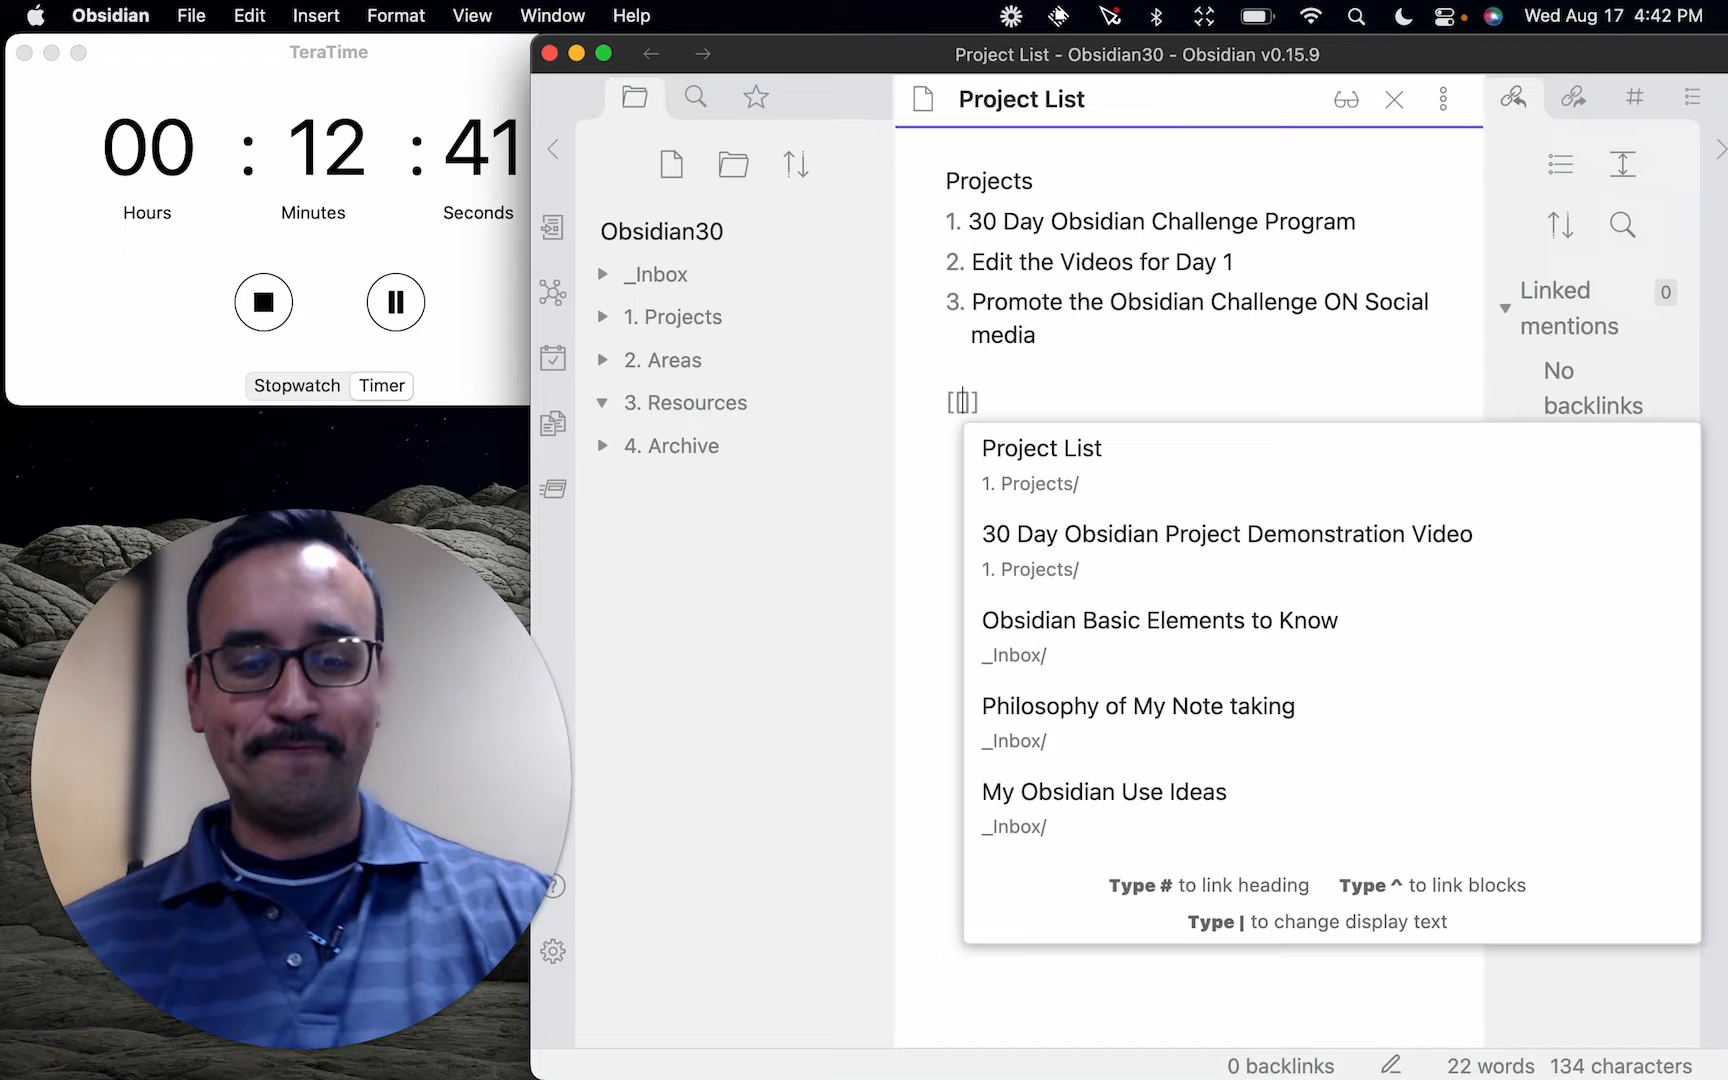 Obsidian File Edit Insert Format View Window Help Wed Aug 17 4:42 PM
TeraTime
00 : 12 : 41
Hours Minutes Seconds
Stopwatch Timer
Project List - Obsidian30 - Obsidian v0.15.9
Obsidian30
_Inbox
1. Projects
2. Areas
3. Resources
4. Archive
Project List
Projects
1. 30 Day Obsidian Challenge Program
2. Edit the Videos for Day 1
3. Promote the Obsidian Challenge ON Social
media
[[]]
Project List
1. Projects/
30 Day Obsidian Project Demonstration Video
1. Projects/
Obsidian Basic Elements to Know
_Inbox/
Philosophy of My Note taking
_Inbox/
My Obsidian Use Ideas
_Inbox/
Type # to link heading Type ^ to link blocks
Type | to change display text
Linked
mentions
0
No
backlinks
0 backlinks 22 words 134 characters